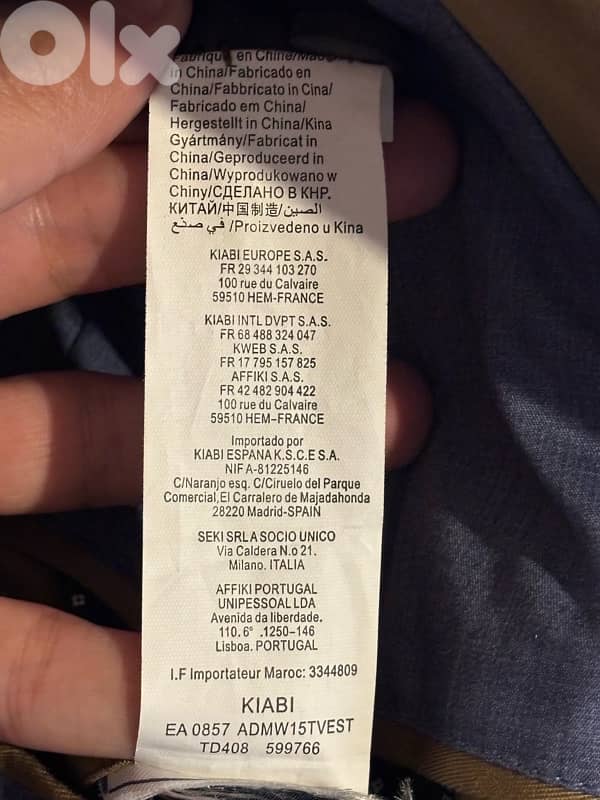 Olx
Fabriqué en Chine/Made
in China/Fabricado en
China/Fabbricato in Cina/
Fabricado em China/
Hergestellt in China/Kina
Gyártmány/Fabricat in
China/Geproduceerd in
China/Wyprodukowano w
Chiny/СДЕЛАНО В КНР.
КИТАЙ/中国制造/الصين
في صنع /Proizvedeno u Kina
KIABI EUROPE S.A.S.
FR 29 344 103 270
100 rue du Calvaire
59510 HEM-FRANCE
KIABI INTL DVPT S.A.S.
FR 68 488 324 047
KWEB S.A.S.
FR 17 795 157 825
AFFIKI S.A.S.
FR 42 482 904 422
100 rue du Calvaire
59510 HEM-FRANCE
Importado por
KIABI ESPANA K.S.C.E S.A.
NIF A-81225146
C/Naranjo esq. C/Ciruelo del Parque
Comercial,El Carralero de Majadahonda
28220 Madrid-SPAIN
SEKI SRLA SOCIO UNICO
Via Caldera N.o 21.
Milano. ITALIA
AFFIKI PORTUGAL
UNIPESSOAL LDA
Avenida da liberdade.
110. 6° .1250-146
Lisboa. PORTUGAL
I.F Importateur Maroc: 3344809
KIABI
EA 0857 ADMW15TVEST
TD408 599766